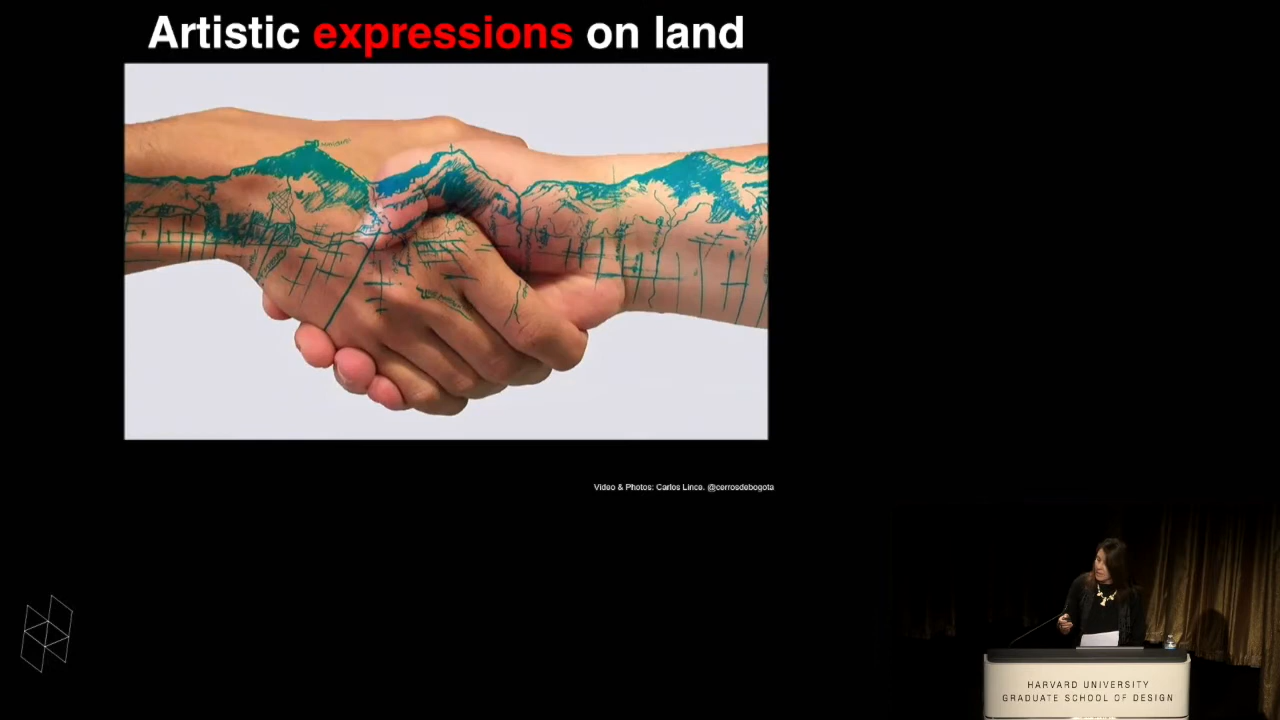 Artistic expressions on land
Video & Photos: Carlos Lince. @cerrosdebogota
HARVARD UNIVERSITY
GRADUATE SCHOOL OF DESIGN